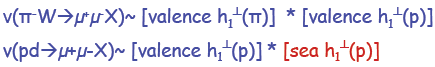 ν(π⁻W→μ⁺μ⁻X)~ [valence h₁⊥(π)] * [valence h₁⊥(p)]
ν(pd→μ+μ-X)~ [valence h₁⊥(p)] * [sea h₁⊥(p)]